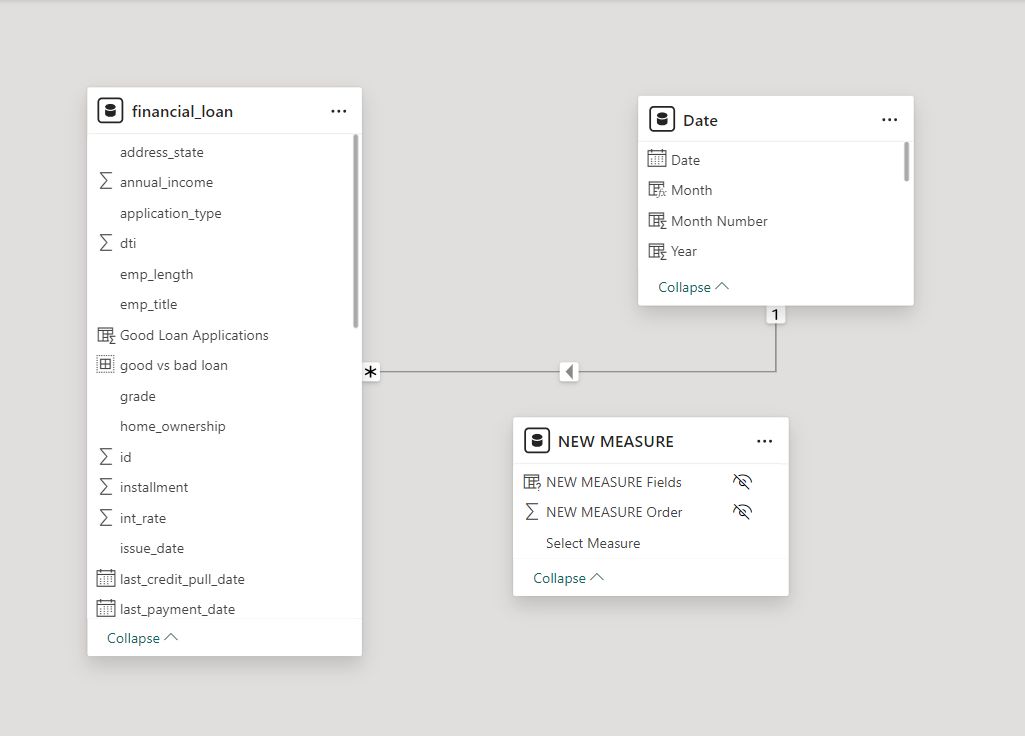 financial_loan
address_state
annual_income
application_type
dti
emp_length
emp_title
Good Loan Applications
good vs bad loan
grade
home_ownership
id
installment
int_rate
issue_date
last_credit_pull_date
last_payment_date
Collapse
*
1
Date
Date
Month
Month Number
Year
Collapse
NEW MEASURE
NEW MEASURE Fields
NEW MEASURE Order
Select Measure
Collapse